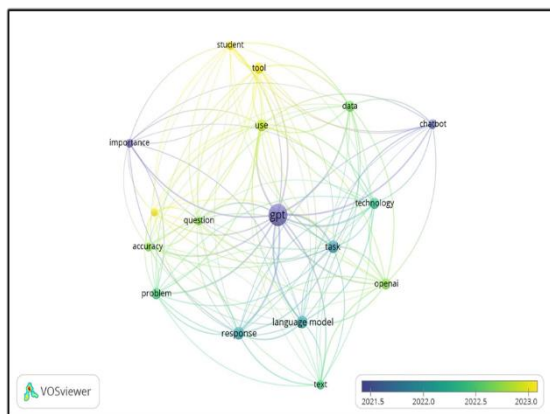 student
tool
use
data
chatbot
importance
technology
gpt
question
accuracy
task
openai
problem
language model
response
text
VOSviewer
2021.5 2022.0 2022.5 2023.0